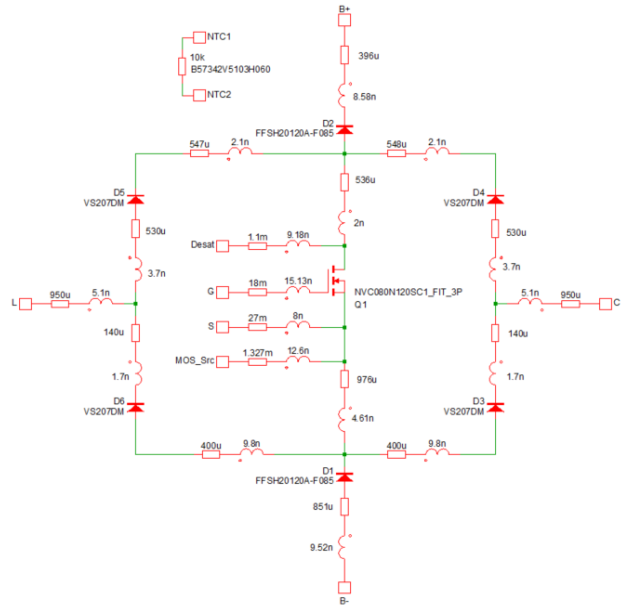 B+
NTC1
10k
B57342V5103H060
NTC2
396u
8.58n
D2
FFSH20120A-F085
547u
2.1n
548u
2.1n
D5
VS207DM
536u
D4
VS207DM
530u
2n
530u
Desat
1.1m
9.18n
3.7n
3.7n
G
18m
15.13n
NVC080N120SC1_FIT_3P
Q1
L
950u
5.1n
5.1n
950u
C
S
27m
8n
140u
140u
MOS_Src
1.327m
12.6n
1.7n
976u
1.7n
D6
VS207DM
4.61n
D3
VS207DM
400u
9.8n
400u
9.8n
D1
FFSH20120A-F085
851u
9.52n
B-